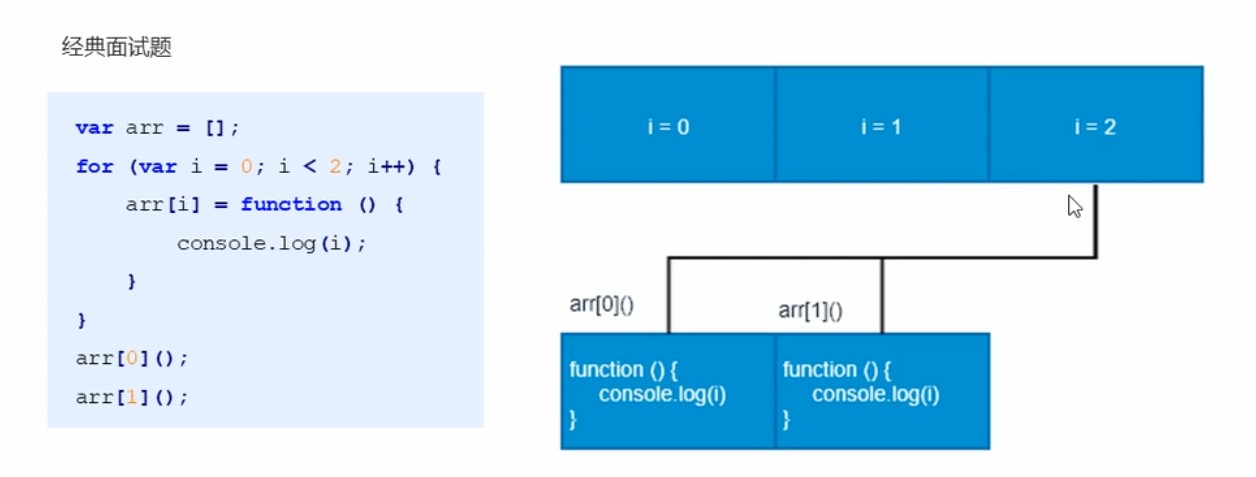 经典面试题
var arr = [];
for (var i = 0; i < 2; i++) {
arr[i] = function () {
console.log(i);
}
}
arr[0]();
arr[1]();
i = 0
i = 1
i = 2
arr[0]()
arr[1]()
function () {
console.log(i)
}
function () {
console.log(i)
}